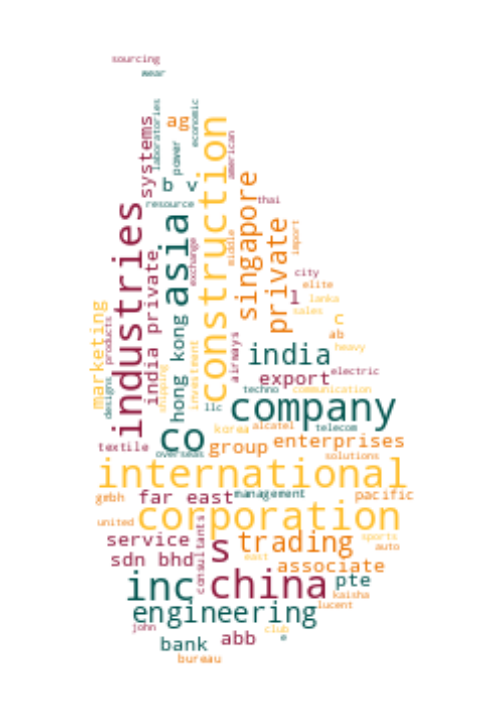 sourcing
wear
laboratories
economic
ag
systems
power
american
construction
b v
resource
thai
singapore
industries
asia
private
import
middle
exchange
india private
city
elite
l
lanka
sales
marketing
products
hong kong
c
ab
heavy
airways
investment
shipping
india
electric
export
designs
techno
communication
llc
company
korea
alcatel
telecom
co
textile
overseas
group
enterprises
solutions
international
gmbh
far east
management
pacific
corporation
united
service
s
trading
sports
auto
consultants
sdn bhd
east
associate
inc
china
pte
kaisha
engineering
lucent
john
club
e
bank
abb
bureau